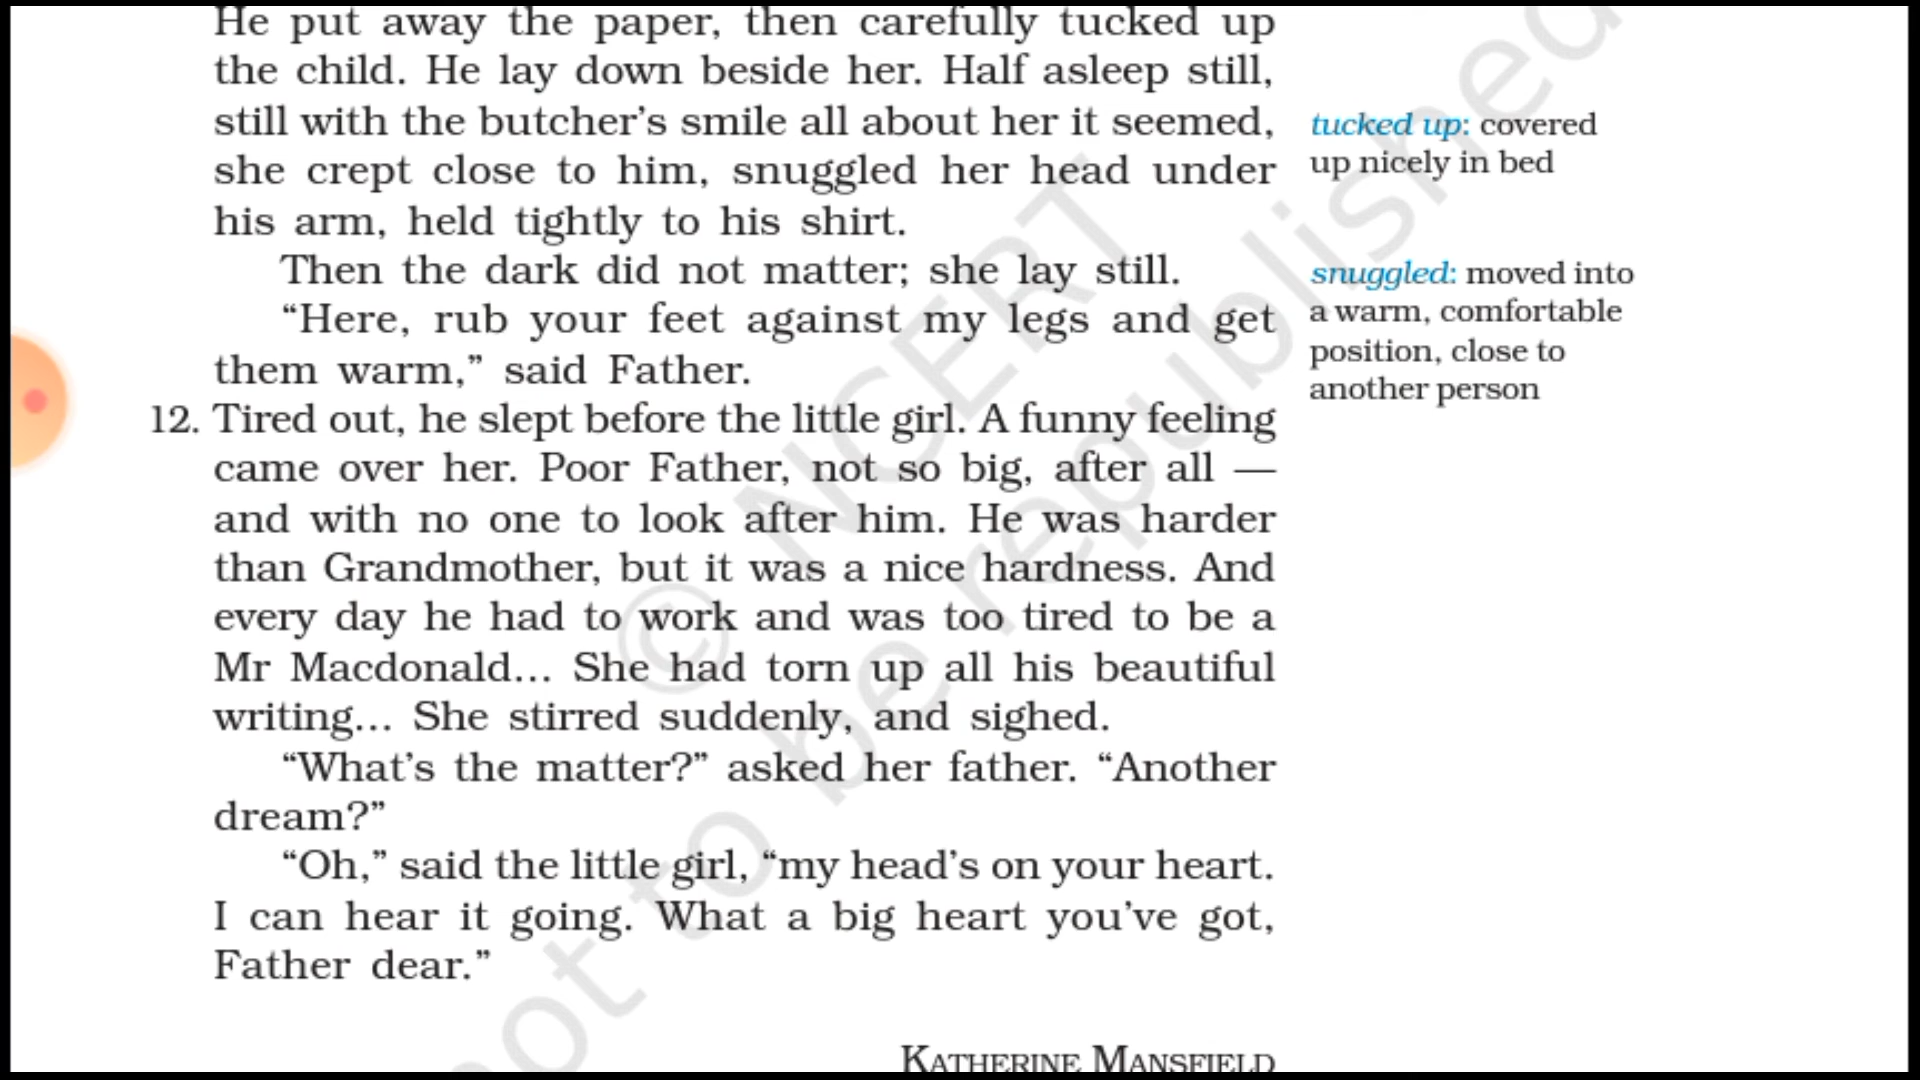 He put away the paper, then carefully tucked up
the child. He lay down beside her. Half asleep still,
still with the butcher’s smile all about her it seemed,
she crept close to him, snuggled her head under
his arm, held tightly to his shirt.
Then the dark did not matter; she lay still.
“Here, rub your feet against my legs and get
them warm,” said Father.
12. Tired out, he slept before the little girl. A funny feeling
came over her. Poor Father, not so big, after all —
and with no one to look after him. He was harder
than Grandmother, but it was a nice hardness. And
every day he had to work and was too tired to be a
Mr Macdonald... She had torn up all his beautiful
writing... She stirred suddenly, and sighed.
“What’s the matter?” asked her father. “Another
dream?”
“Oh,” said the little girl, “my head’s on your heart.
I can hear it going. What a big heart you’ve got,
Father dear.”
KATHERINE MANSFIELD
tucked up: covered
up nicely in bed
snuggled: moved into
a warm, comfortable
position, close to
another person
© NCERT
not to be republished